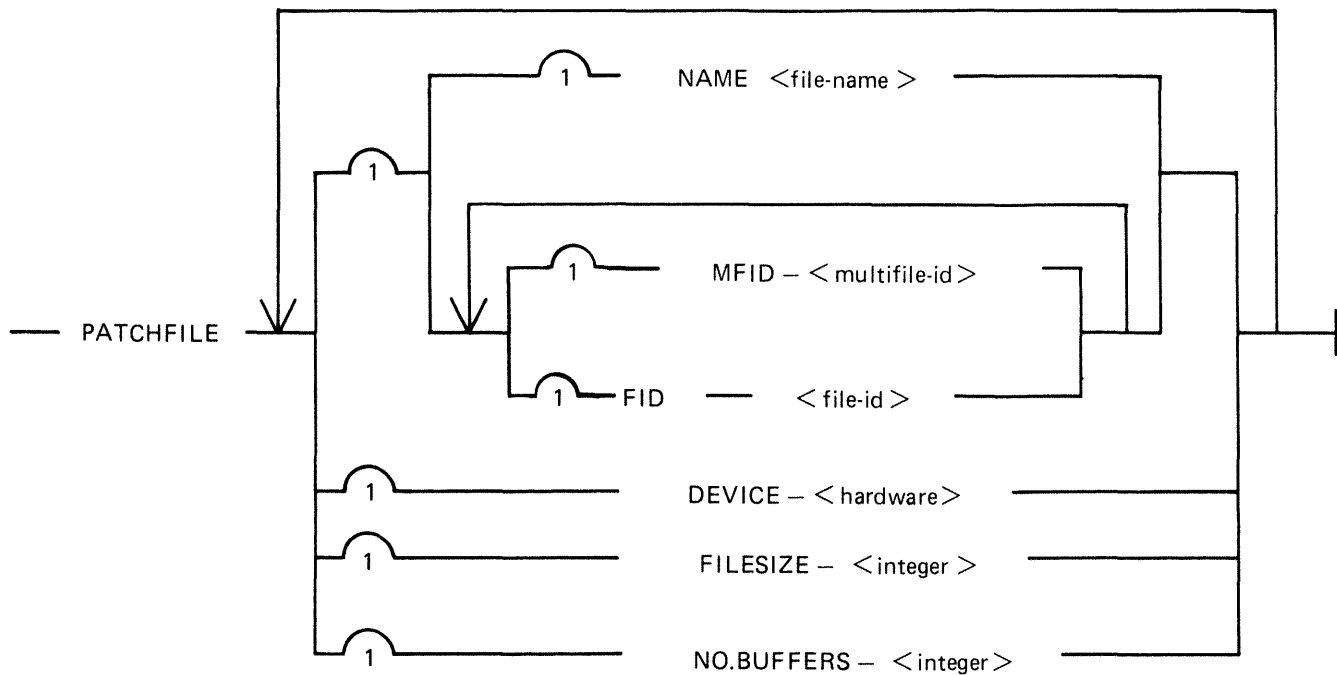 1 NAME <file-name>
1
1 MFID – <multifile-id>
PATCHFILE
1 FID — <file-id>
1 DEVICE – <hardware>
1 FILESIZE – <integer>
1 NO.BUFFERS – <integer>